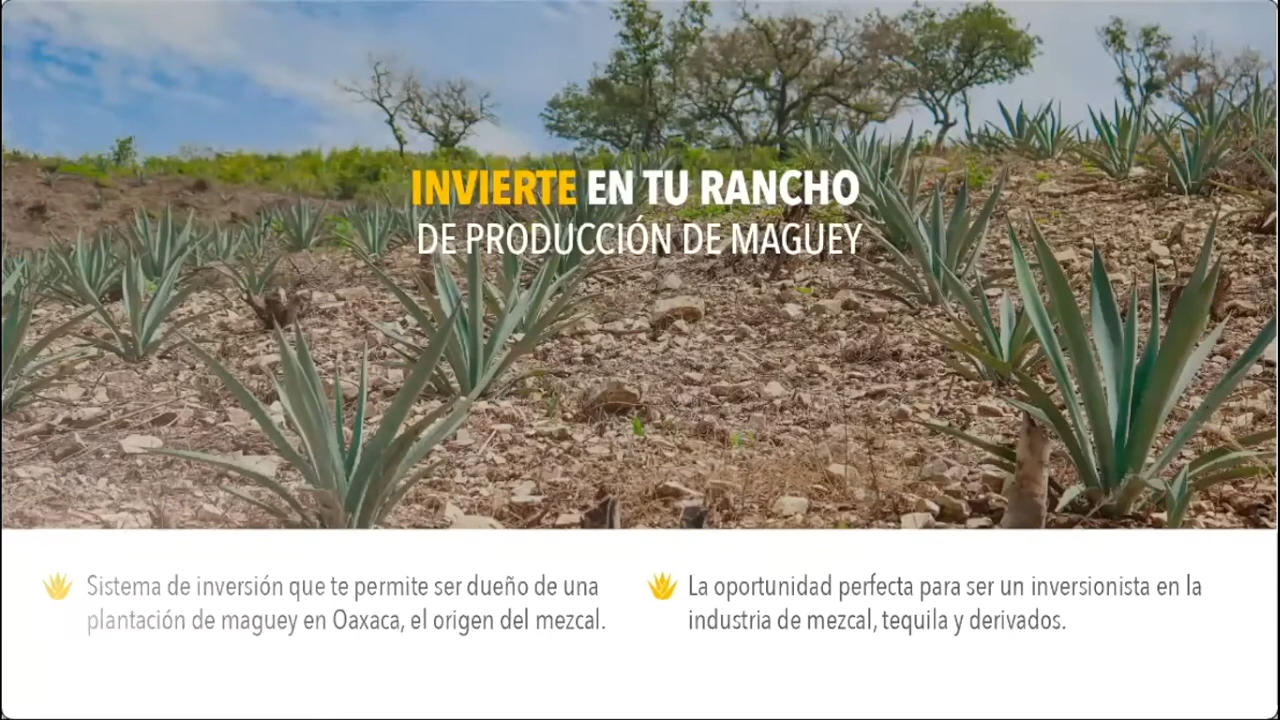 INVIERTE EN TU RANCHO
DE PRODUCCIÓN DE MAGUEY
Sistema de inversión que te permite ser dueño de una
plantación de maguey en Oaxaca, el origen del mezcal.
La oportunidad perfecta para ser un inversionista en la
industria de mezcal, tequila y derivados.